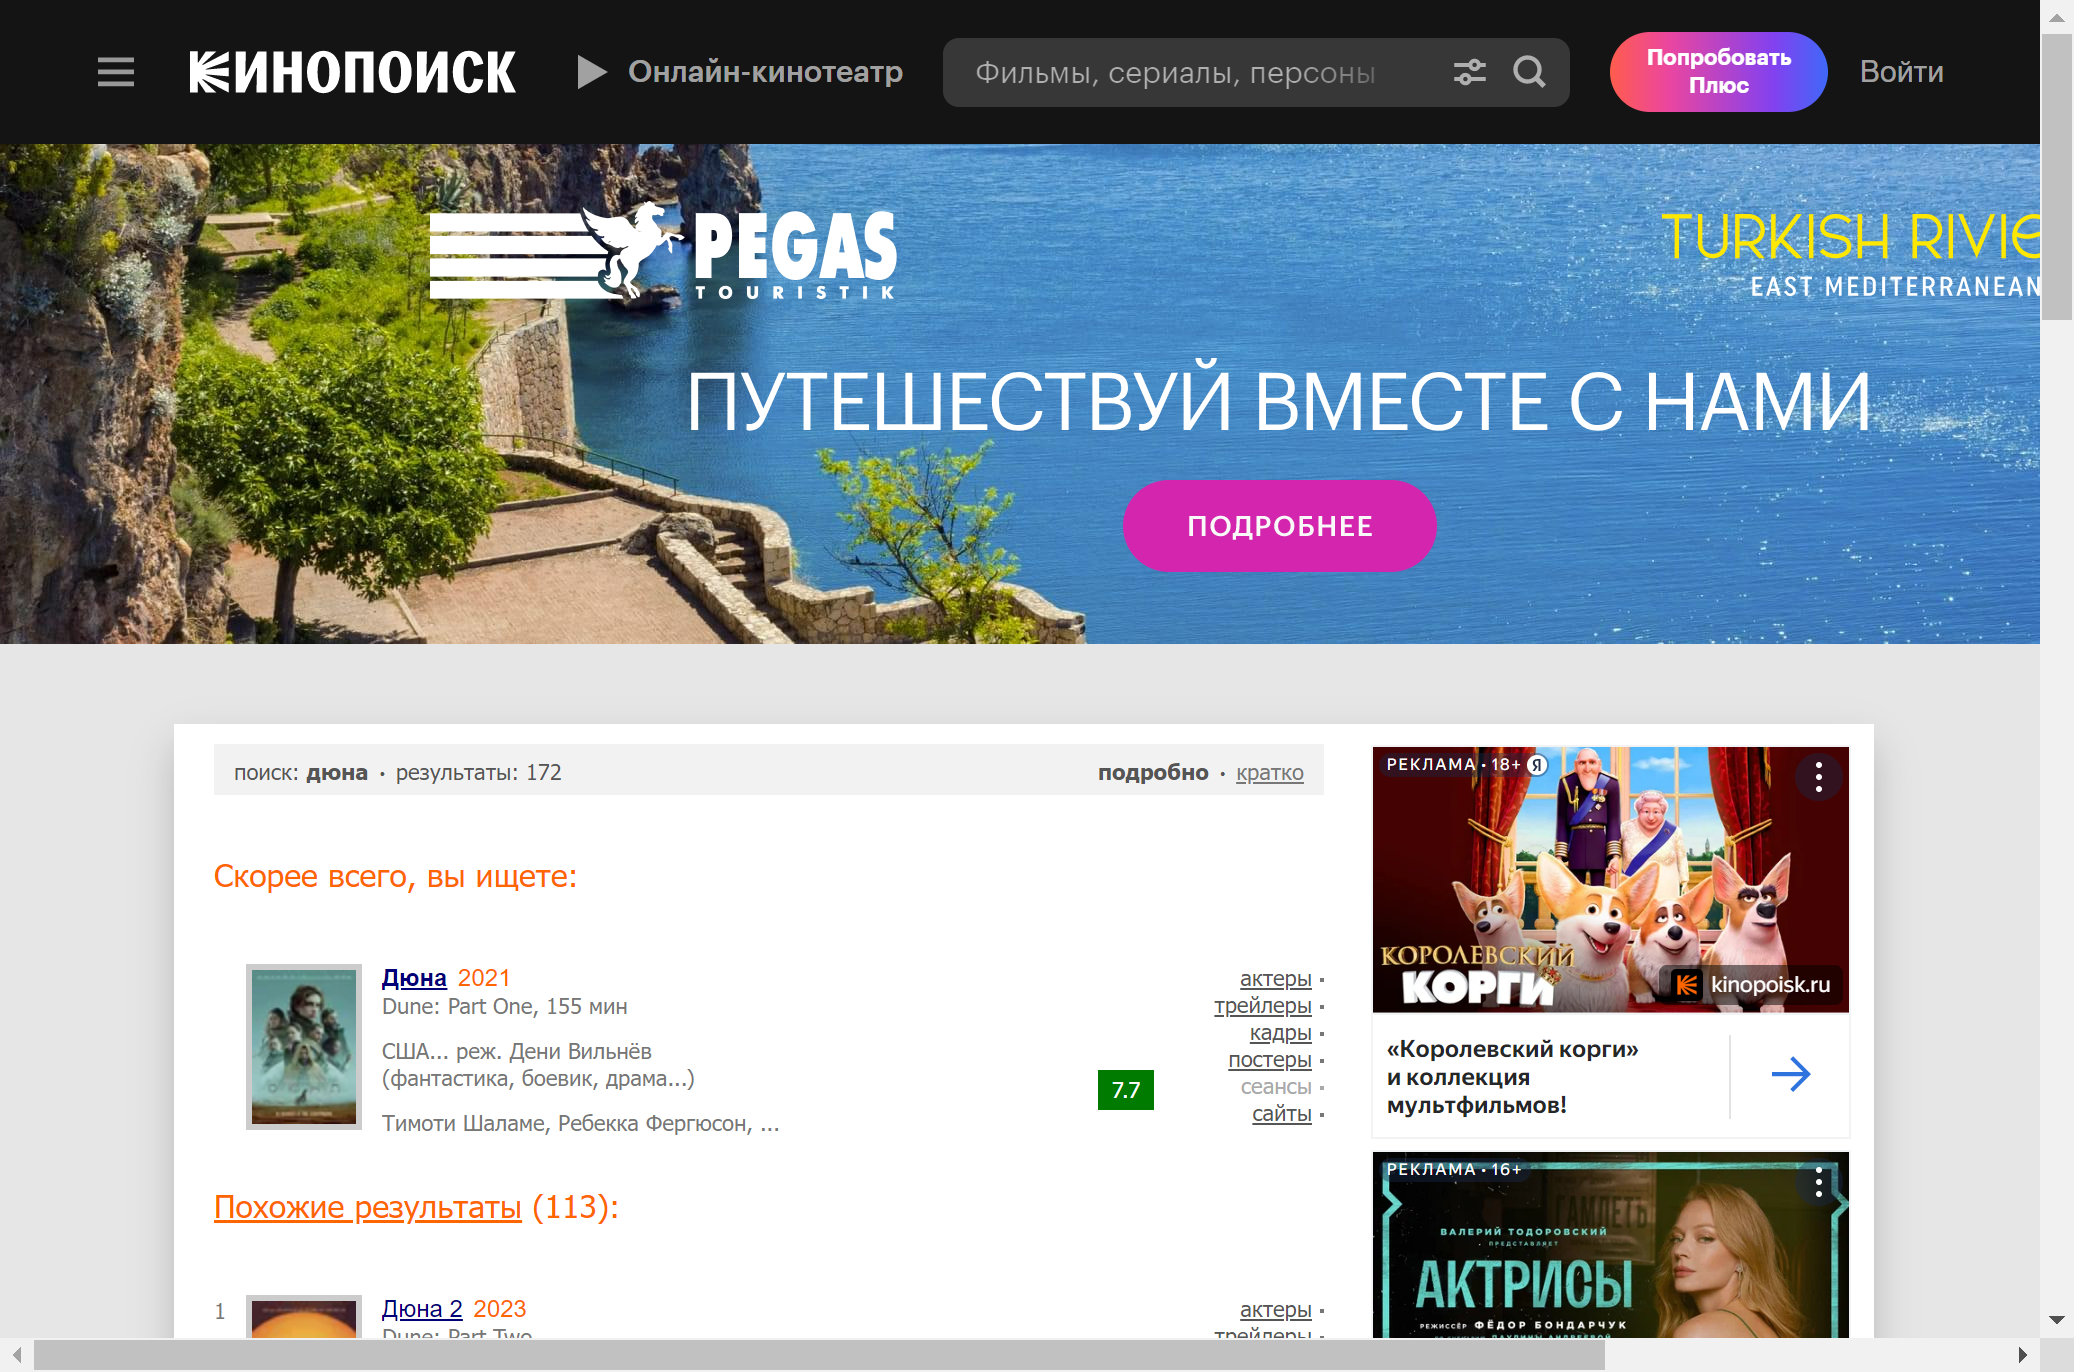 КИНОПОИСК
Онлайн-кинотеатр
Фильмы, сериалы, персоны
Попробовать
Плюс
Войти
PEGAS
TOURISTIK
TURKISH RIVIE
EAST MEDITERRANEAN
ПУТЕШЕСТВУЙ ВМЕСТЕ С НАМИ
ПОДРОБНЕЕ
поиск: дюна • результаты: 172
подробно • кратко
Скорее всего, вы ищете:
Дюна 2021
Dune: Part One, 155 мин
США... реж. Дени Вильнёв
(фантастика, боевик, драма...)
Тимоти Шаламе, Ребекка Фергюсон, ...
7.7
актеры
трейлеры
кадры
постеры
сеансы
сайты
Похожие результаты (113):
1
Дюна 2 2023
Dune: Part Two
актеры
трейлеры
РЕКЛАМА • 18+ Я
КОРОЛЕВСКИЙ
КОРГИ
kinopoisk.ru
«Королевский корги»
и коллекция
мультфильмов!
РЕКЛАМА • 16+
ВАЛЕРИЙ ТОДОРОВСКИЙ
ПРЕДСТАВЛЯЕТ
АКТРИСЫ
РЕЖИССЁР ФЁДОР БОНДАРЧУК